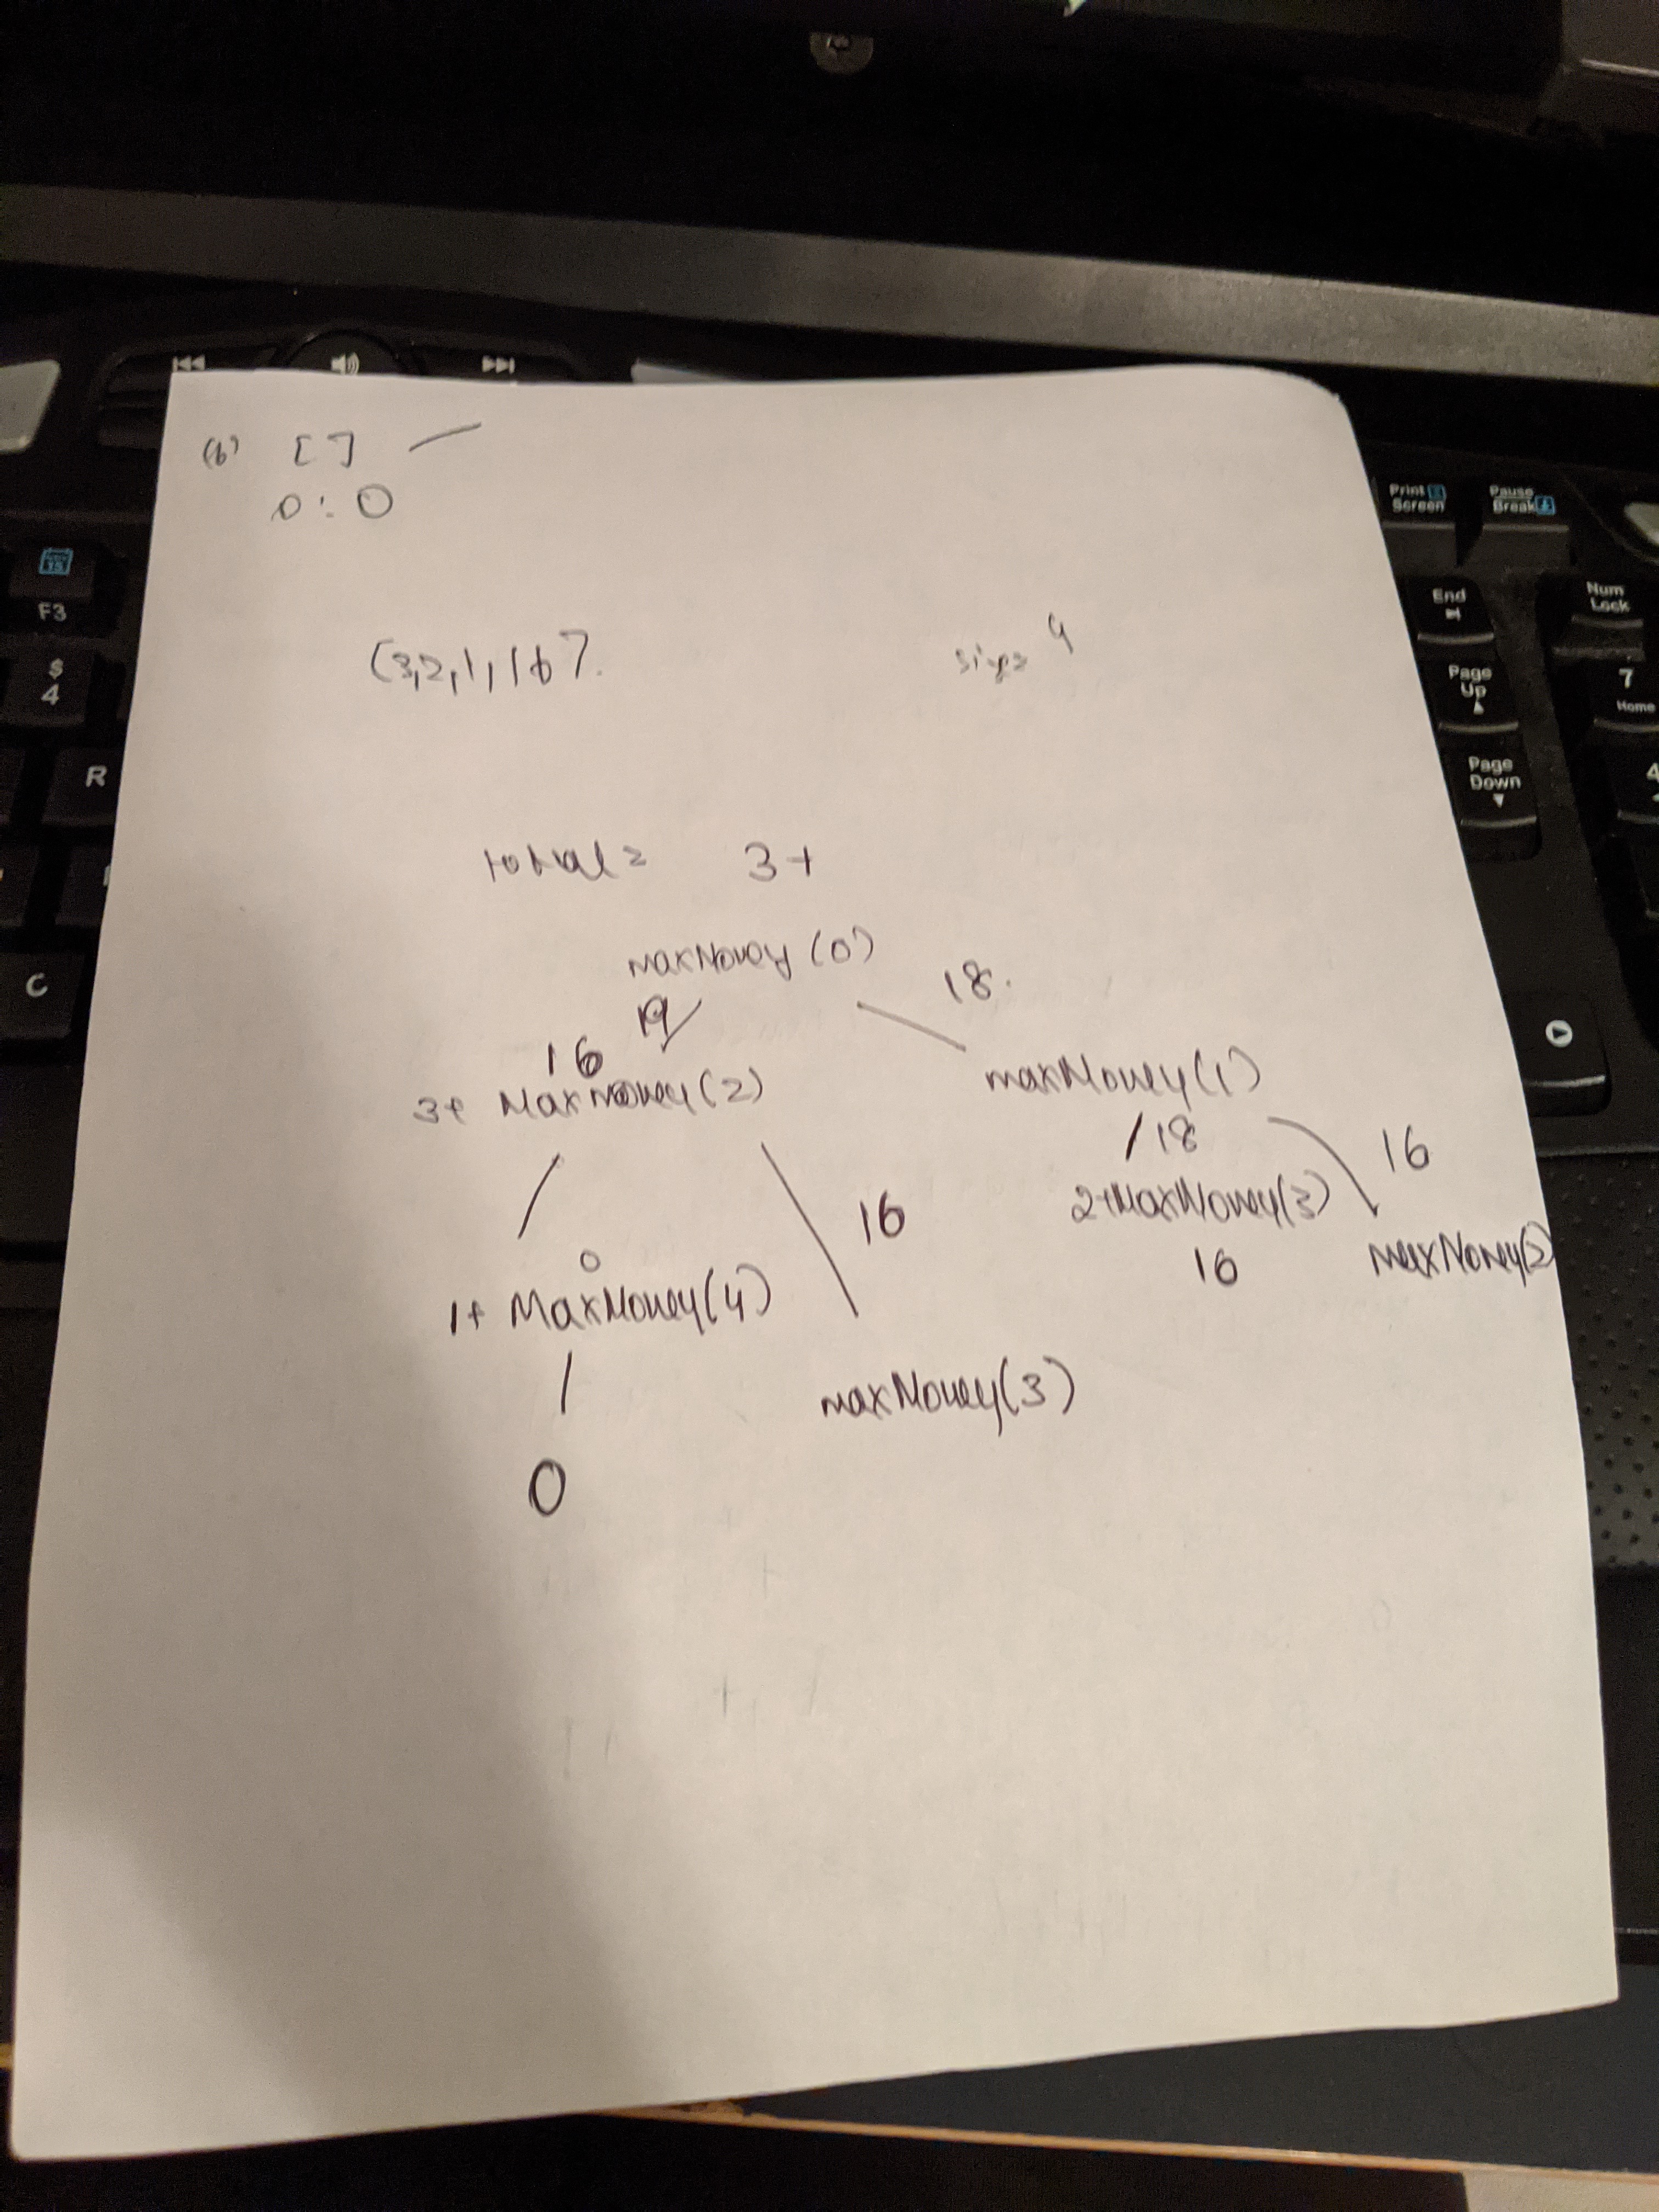 (b) [ ]
0 : 0
[3,2,1,16].
size = 4
total = 3+
maxMoney (0)
19
18.
16
3+ MaxMoney(2)
maxMoney(1)
18
16
2+MaxMoney(3)
16
16
maxMoney(2)
0
1+ MaxMoney(4)
maxMoney(3)
0
Print
Screen
Pause
Break
End
Num
Lock
Page
Up
7
Home
Page
Down
4
F3
$
4
R
C